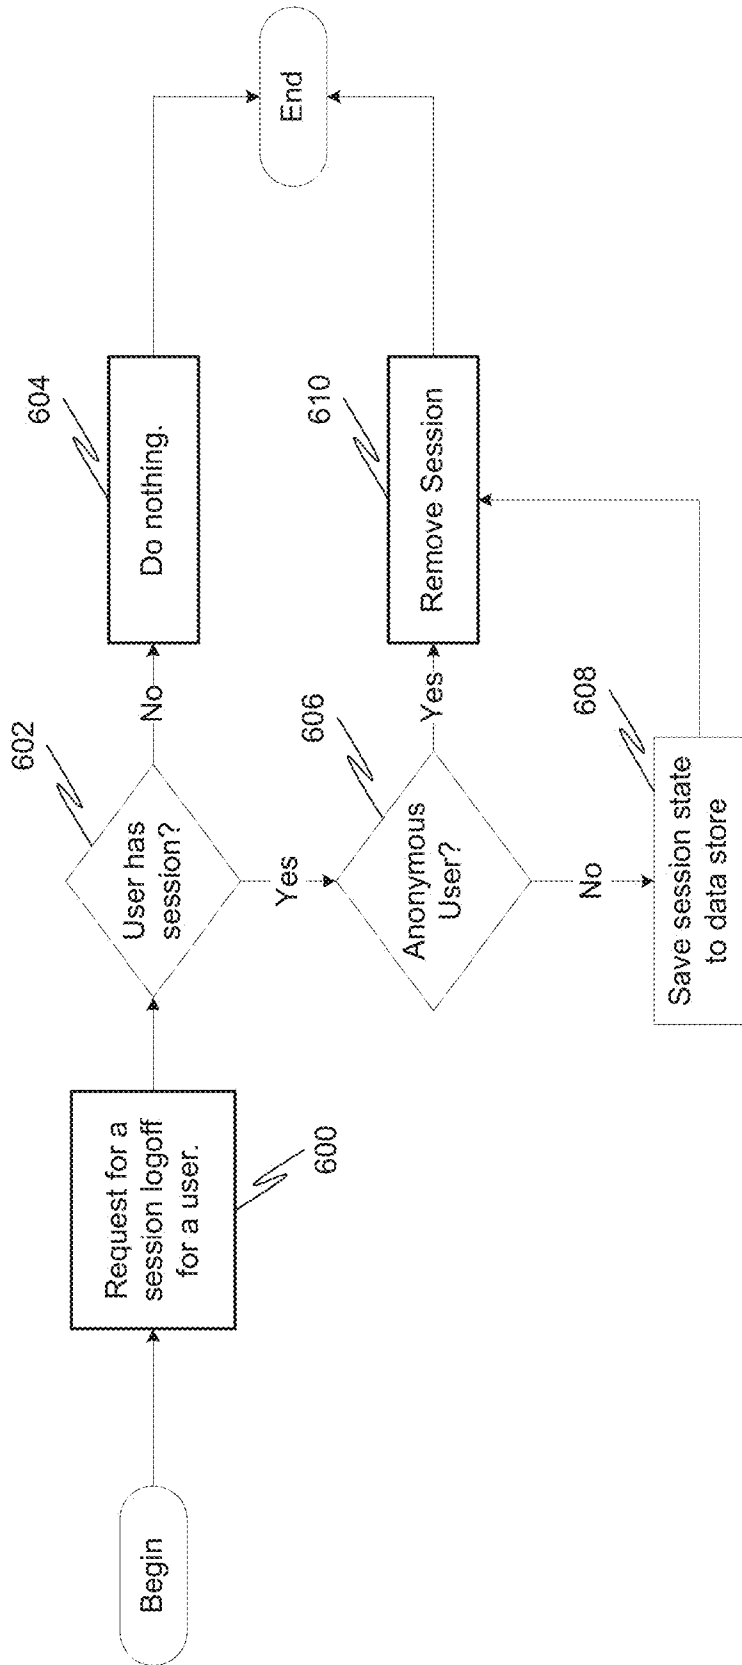 Begin
Request for a
session logoff
for a user.
600
User has
session?
602
No
Do nothing.
604
Yes
Anonymous
User?
606
Yes
Remove Session
610
No
Save session state
to data store
608
End